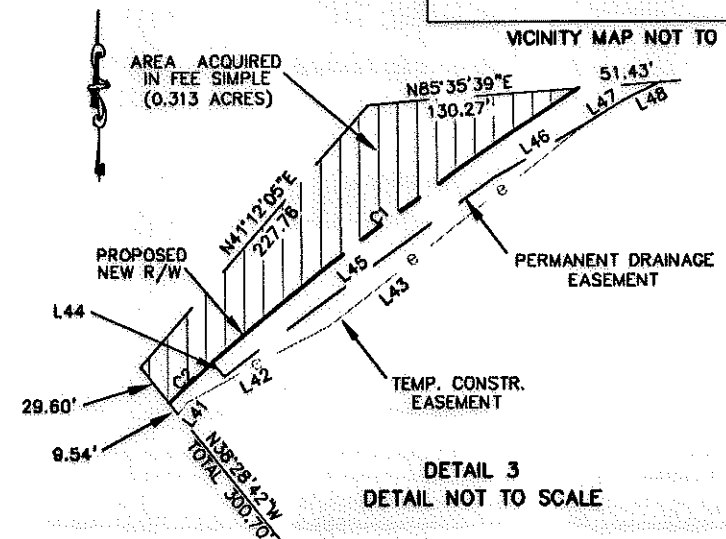 VICINITY MAP NOT TO
AREA ACQUIRED
IN FEE SIMPLE
(0.313 ACRES)
N85°35'39"E
130.27'
51.43'
L47
L48
L46
N41°12'05"E
227.76
C1
e
PERMANENT DRAINAGE
EASEMENT
PROPOSED
NEW R/W
L45
e
L43
L44
C2
e
L42
TEMP. CONSTR.
EASEMENT
29.60'
L41
9.54'
N38°28'42"W
TOTAL 300.70'
DETAIL 3
DETAIL NOT TO SCALE